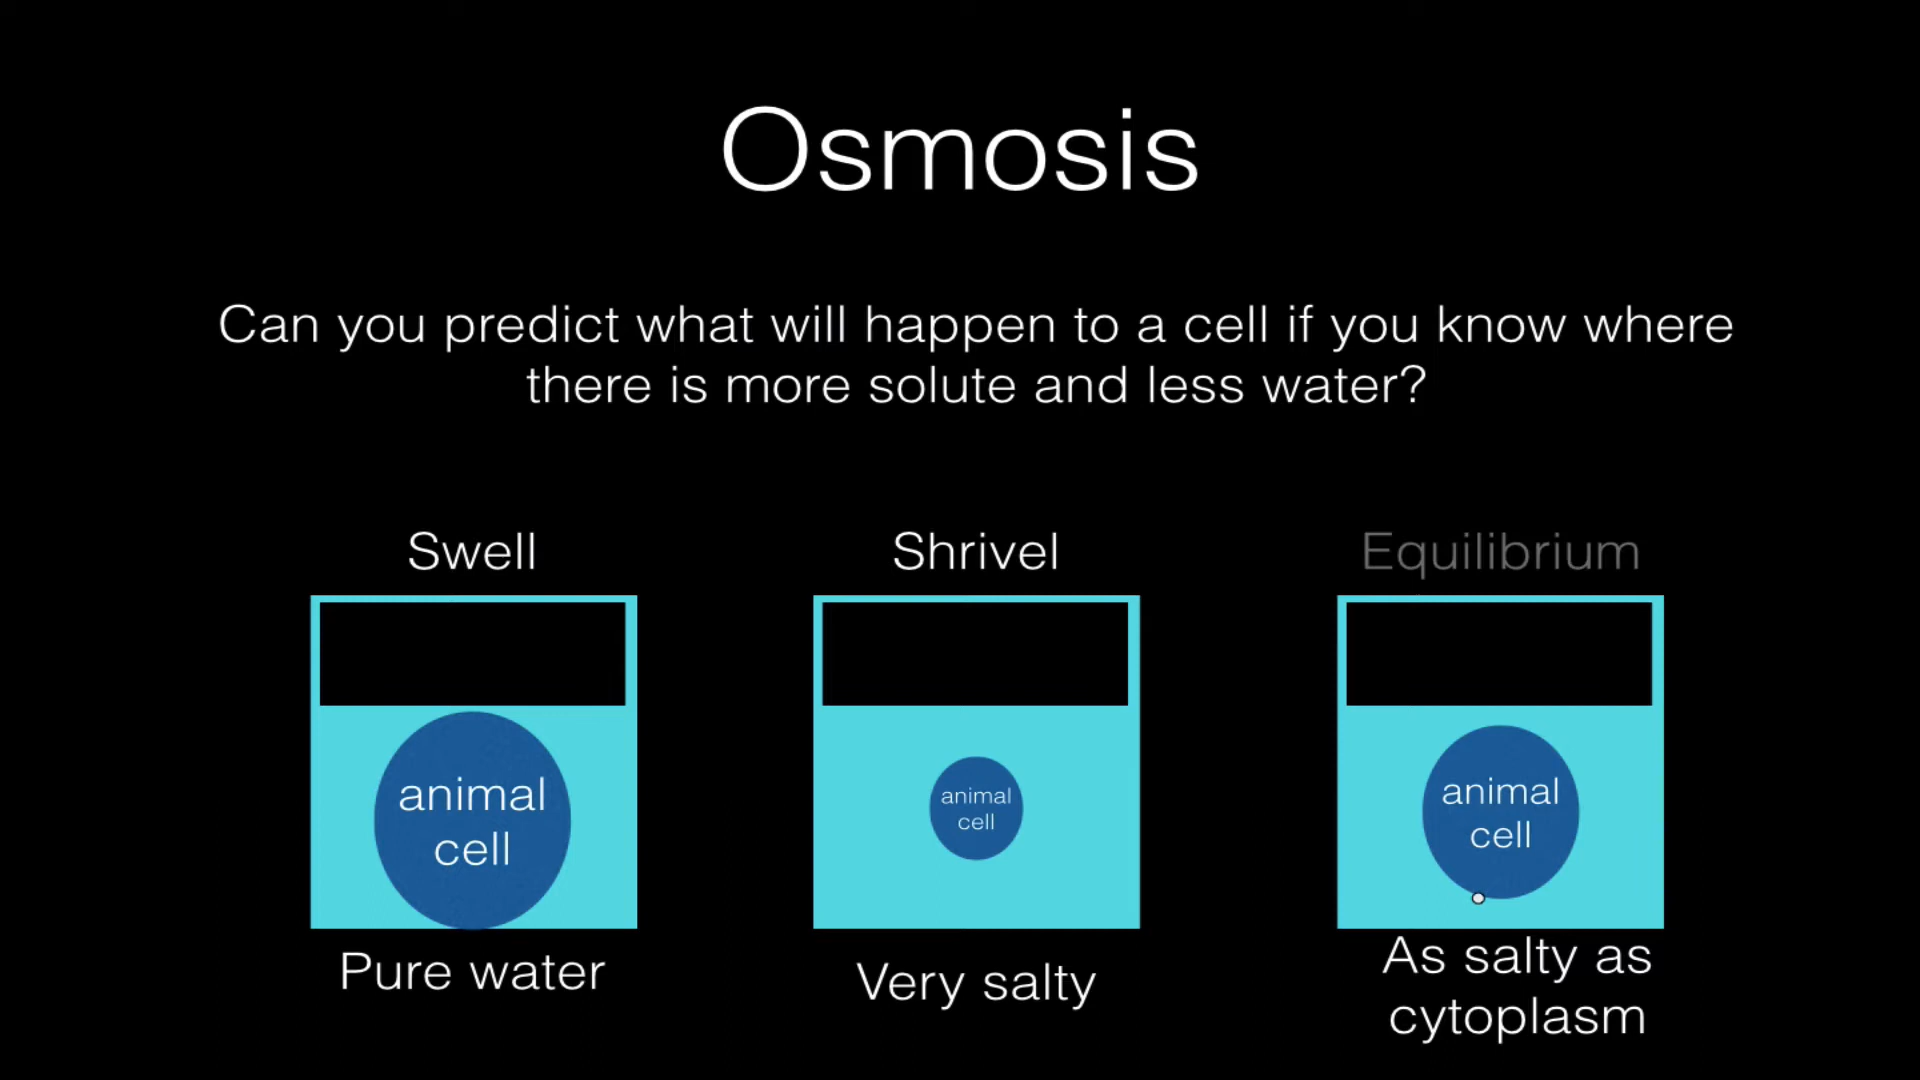 Osmosis
Can you predict what will happen to a cell if you know where
there is more solute and less water?
Swell
Shrivel
Equilibrium
animal
cell
animal
cell
animal
cell
Pure water
Very salty
As salty as
cytoplasm